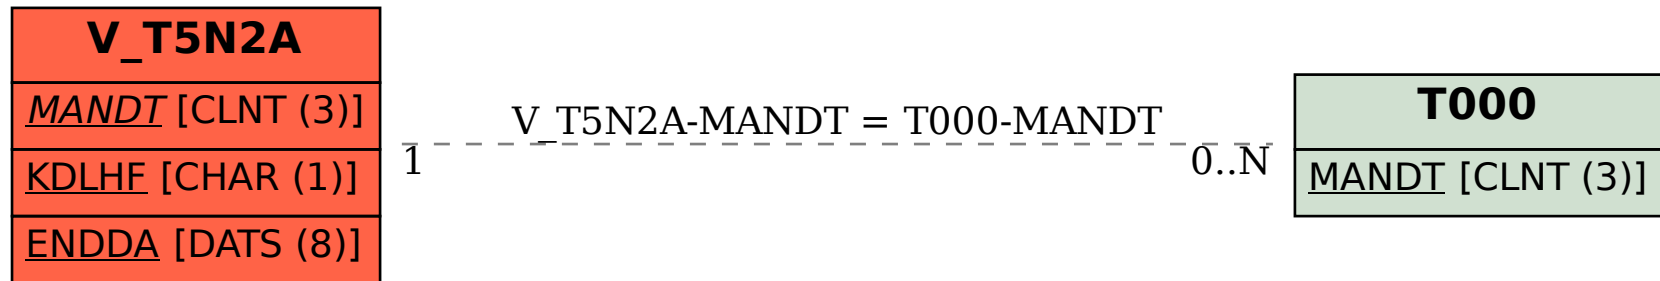 V_T5N2A
MANDT [CLNT (3)]
KDLHF [CHAR (1)]
ENDDA [DATS (8)]
V_T5N2A-MANDT = T000-MANDT
1
0..N
T000
MANDT [CLNT (3)]